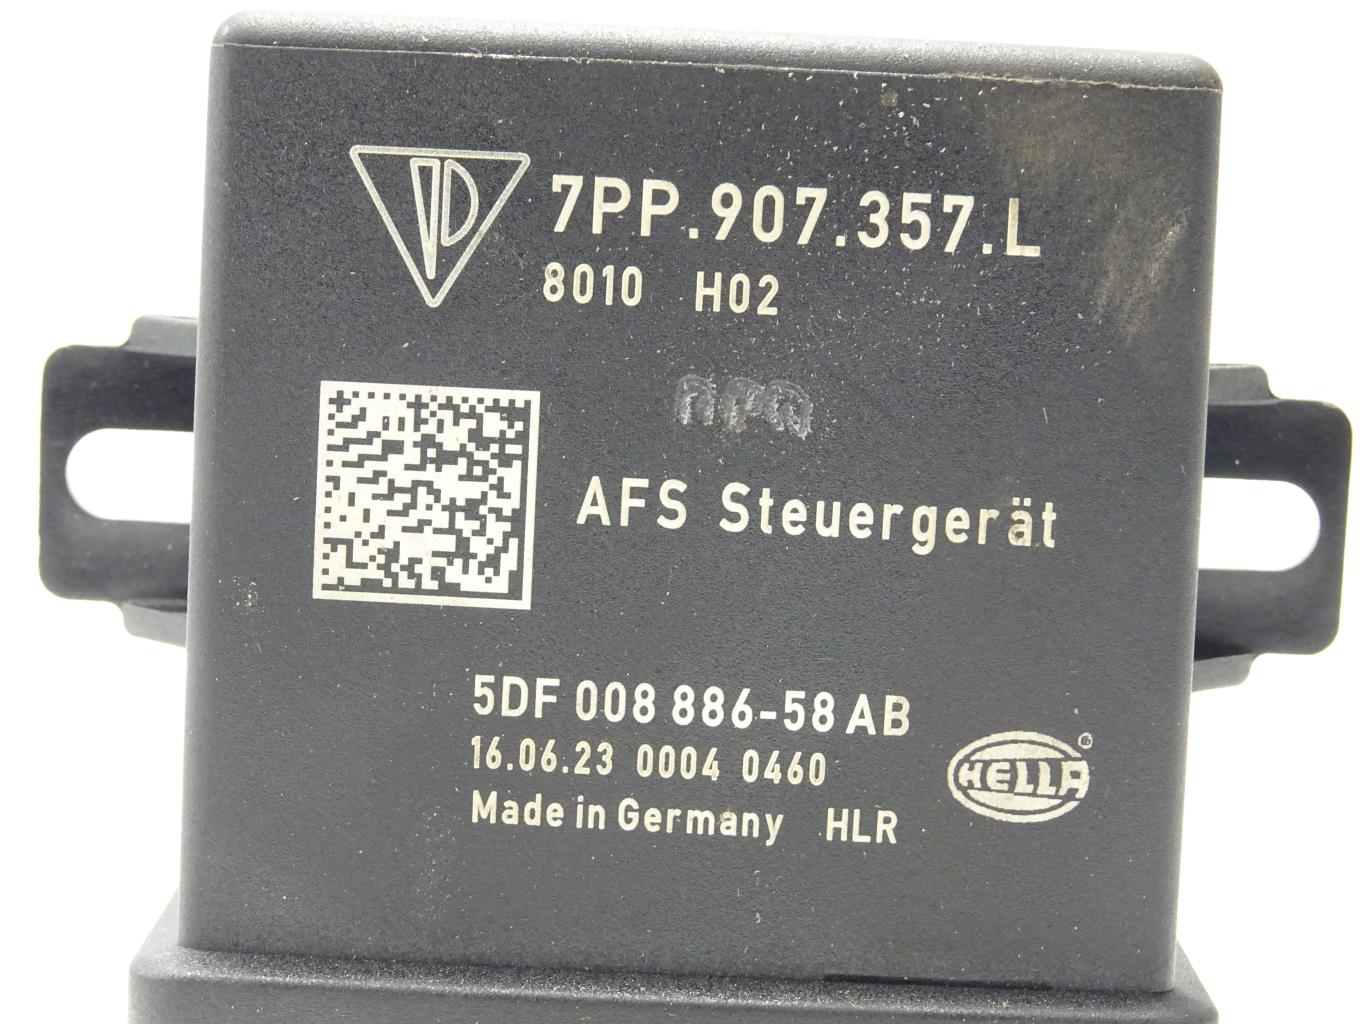 7PP.907.357.L
8010 H02
AFS Steuergerät
5DF 008 886-58 AB
16.06.23 0004 0460
Made in Germany HLR
HELLA